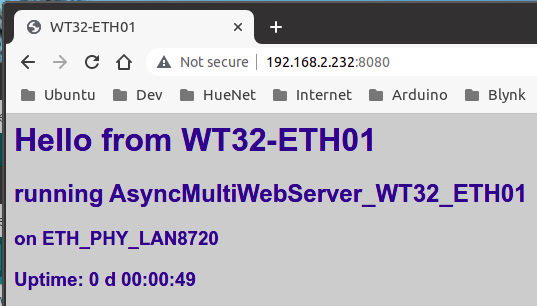 WT32-ETH01
Not secure 192.168.2.232:8080
Ubuntu Dev HueNet Internet Arduino Blynk
Hello from WT32-ETH01
running AsyncMultiWebServer_WT32_ETH01
on ETH_PHY_LAN8720
Uptime: 0 d 00:00:49